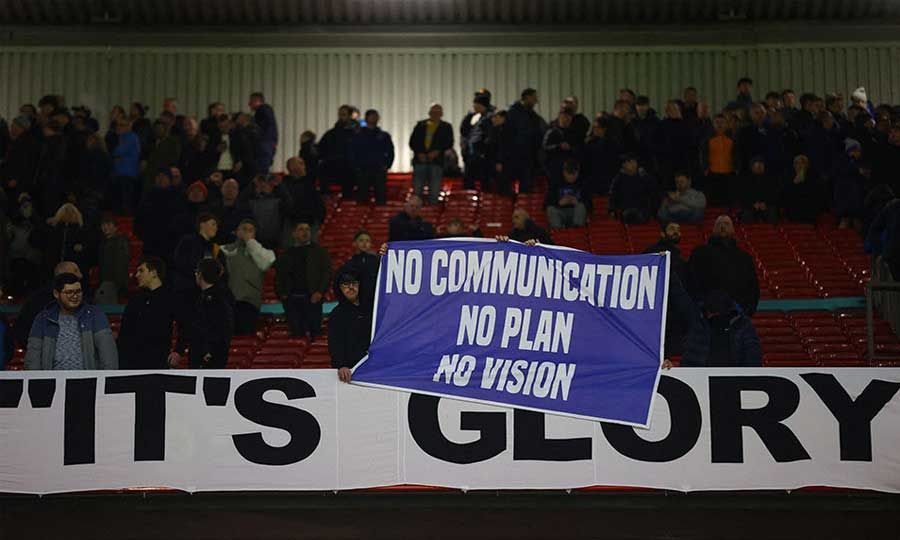 NO COMMUNICATION
NO PLAN
NO VISION
"IT'S GLORY